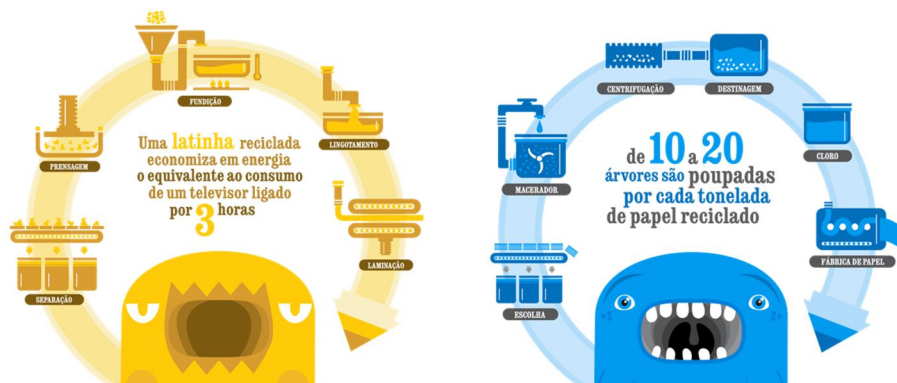 FUNDIÇÃO
LINGOTAMENTO
PRENSAGEM
Uma latinha reciclada
economiza em energia
o equivalente ao consumo
de um televisor ligado
por 3 horas
LAMINAÇÃO
SEPARAÇÃO
CENTRIFUGAÇÃO
DESTINAGEM
CLORO
MACERADOR
de 10 a 20
árvores são poupadas
por cada tonelada
de papel reciclado
FÁBRICA DE PAPEL
ESCOLHA